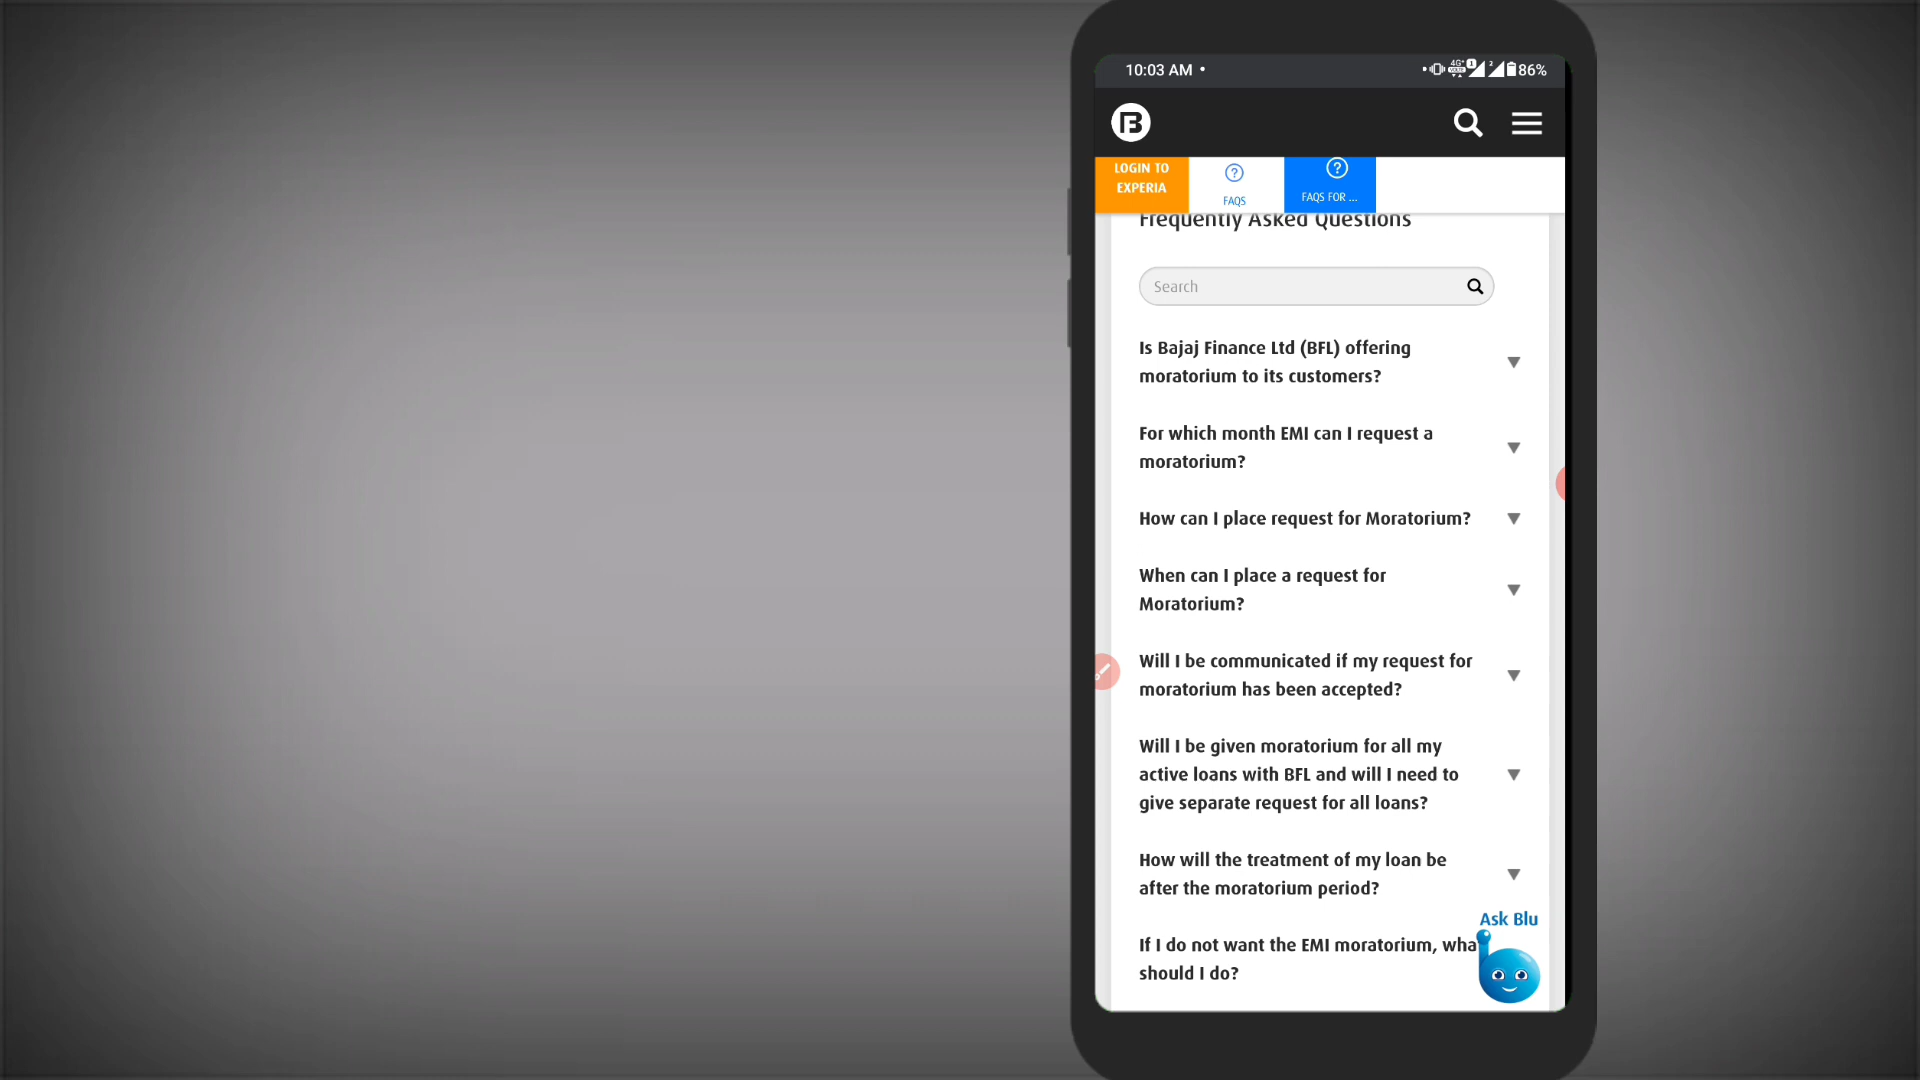 10:03 AM
86%
LOGIN TO
EXPERIA
FAQS
FAQS FOR ...
Frequently Asked Questions
Search
Is Bajaj Finance Ltd (BFL) offering
moratorium to its customers?
For which month EMI can I request a
moratorium?
How can I place request for Moratorium?
When can I place a request for
Moratorium?
Will I be communicated if my request for
moratorium has been accepted?
Will I be given moratorium for all my
active loans with BFL and will I need to
give separate request for all loans?
How will the treatment of my loan be
after the moratorium period?
Ask Blu
If I do not want the EMI moratorium, wha
should I do?